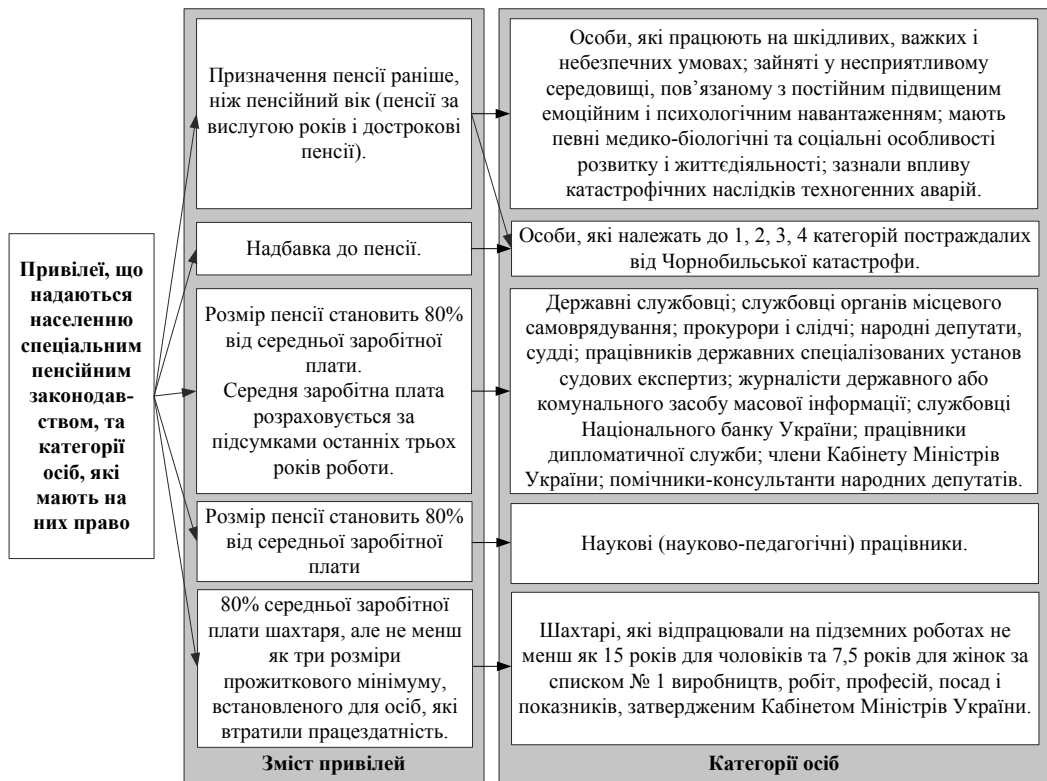 Привілеї, що
надаються
населенню
спеціальним
пенсійним
законодав-
ством, та
категорії
осіб, які
мають на
них право
Призначення пенсії раніше,
ніж пенсійний вік (пенсії за
вислугою років і дострокові
пенсії).
Особи, які працюють на шкідливих, важких і
небезпечних умовах; зайняті у несприятливому
середовищі, пов’язаному з постійним підвищеним
емоційним і психологічним навантаженням; мають
певні медико-біологічні та соціальні особливості
розвитку і життєдіяльності; зазнали впливу
катастрофічних наслідків техногенних аварій.
Надбавка до пенсії.
Особи, які належать до 1, 2, 3, 4 категорій постраждалих
від Чорнобильської катастрофи.
Розмір пенсії становить 80%
від середньої заробітної
плати.
Середня заробітна плата
розраховується за
підсумками останніх трьох
років роботи.
Державні службовці; службовці органів місцевого
самоврядування; прокурори і слідчі; народні депутати,
судді; працівників державних спеціалізованих установ
судових експертиз; журналісти державного або
комунального засобу масової інформації; службовці
Національного банку України; працівники
дипломатичної служби; члени Кабінету Міністрів
України; помічники-консультанти народних депутатів.
Розмір пенсії становить 80%
від середньої заробітної
плати
Наукові (науково-педагогічні) працівники.
80% середньої заробітної
плати шахтаря, але не менш
як три розміри
прожиткового мінімуму,
встановленого для осіб, які
втратили працездатність.
Шахтарі, які відпрацювали на підземних роботах не
менш як 15 років для чоловіків та 7,5 років для жінок за
списком № 1 виробництв, робіт, професій, посад і
показників, затвердженим Кабінетом Міністрів України.
Зміст привілей
Категорії осіб